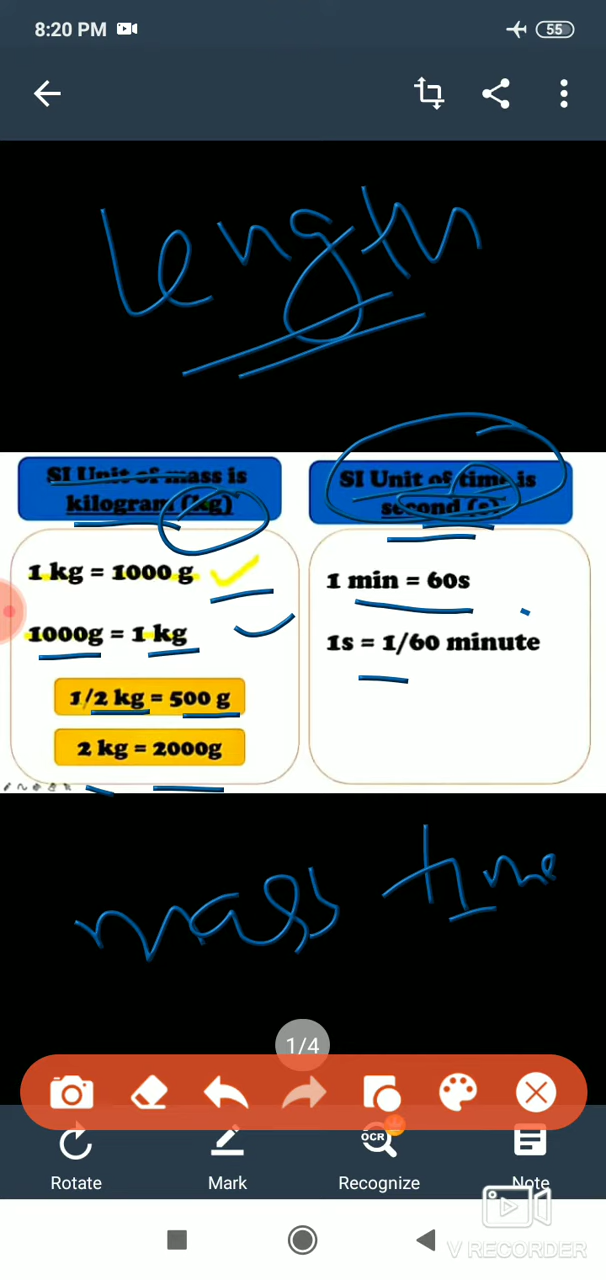 8:20 PM
55
length
SI Unit of mass is
kilogram (kg)
1 kg = 1000 g
1000g = 1 kg
1/2 kg = 500 g
2 kg = 2000g
SI Unit of time is
second (s)
1 min = 60s
1s = 1/60 minute
mass time
1/4
OCR
Rotate
Mark
Recognize
Note
V RECORDER